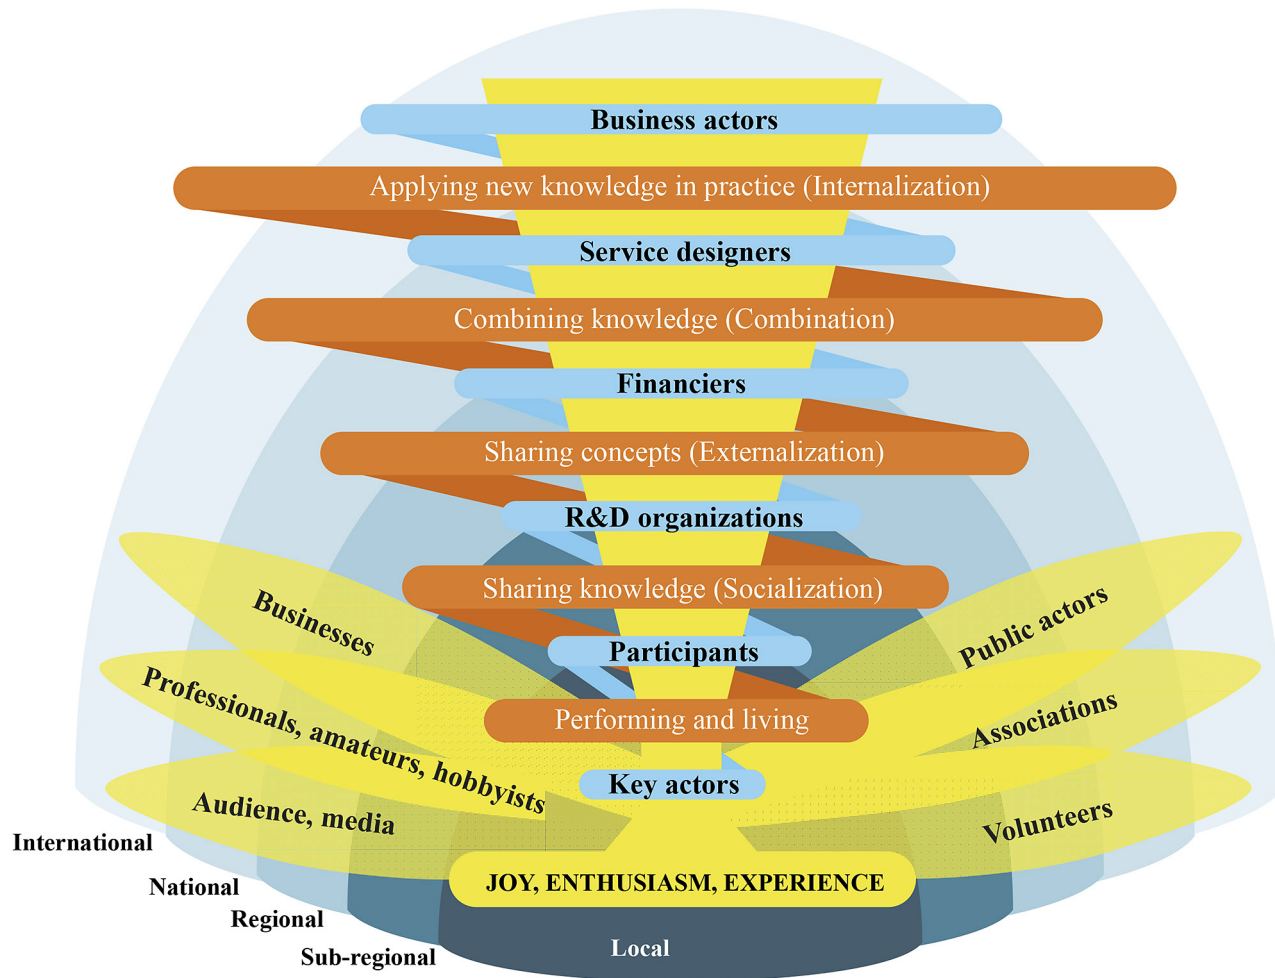 Business actors
Applying new knowledge in practice (Internalization)
Service designers
Combining knowledge (Combination)
Financiers
Sharing concepts (Externalization)
R&D organizations
Sharing knowledge (Socialization)
Participants
Performing and living
Key actors
JOY, ENTHUSIASM, EXPERIENCE
Businesses
Professionals, amateurs, hobbyists
Audience, media
Public actors
Associations
Volunteers
International
National
Regional
Sub-regional
Local